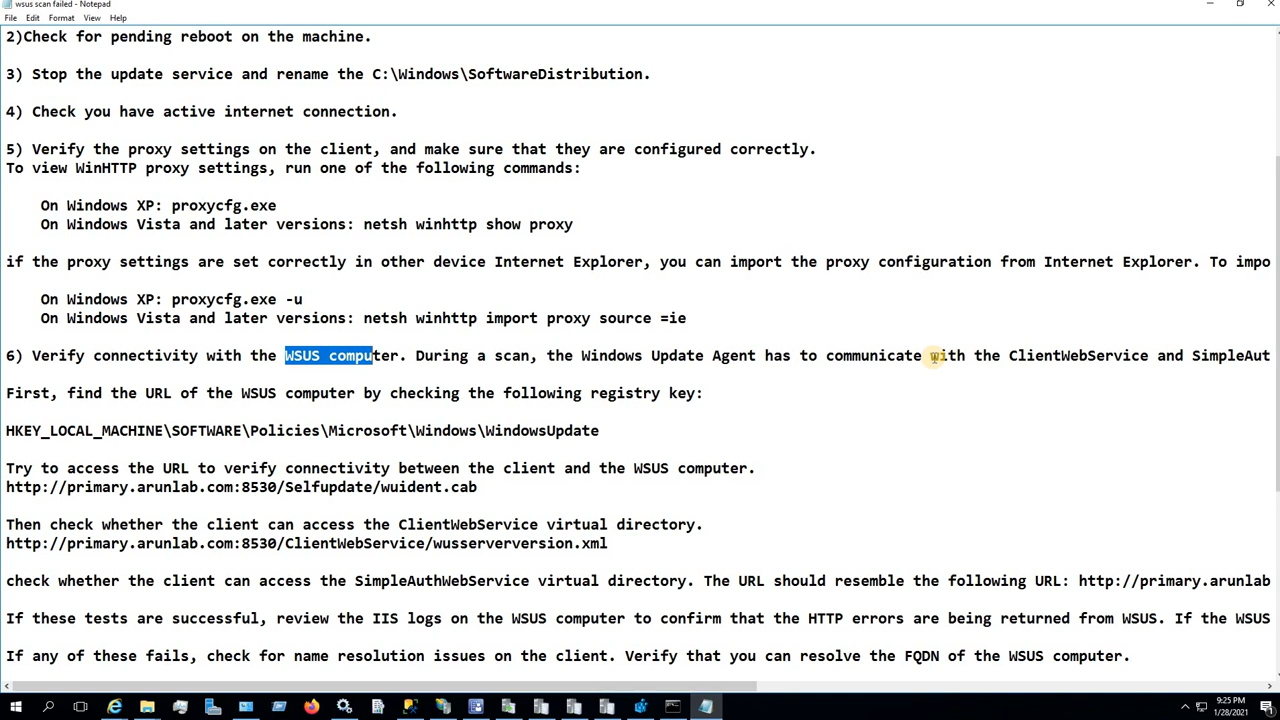 wsus scan failed - Notepad
File Edit Format View Help
2)Check for pending reboot on the machine.
3) Stop the update service and rename the C:\Windows\SoftwareDistribution.
4) Check you have active internet connection.
5) Verify the proxy settings on the client, and make sure that they are configured correctly.
To view WinHTTP proxy settings, run one of the following commands:
On Windows XP: proxycfg.exe
On Windows Vista and later versions: netsh winhttp show proxy
if the proxy settings are set correctly in other device Internet Explorer, you can import the proxy configuration from Internet Explorer. To impo
On Windows XP: proxycfg.exe -u
On Windows Vista and later versions: netsh winhttp import proxy source =ie
6) Verify connectivity with the WSUS computer. During a scan, the Windows Update Agent has to communicate with the ClientWebService and SimpleAut
First, find the URL of the WSUS computer by checking the following registry key:
HKEY_LOCAL_MACHINE\SOFTWARE\Policies\Microsoft\Windows\WindowsUpdate
Try to access the URL to verify connectivity between the client and the WSUS computer.
http://primary.arunlab.com:8530/Selfupdate/wuident.cab
Then check whether the client can access the ClientWebService virtual directory.
http://primary.arunlab.com:8530/ClientWebService/wusserverversion.xml
check whether the client can access the SimpleAuthWebService virtual directory. The URL should resemble the following URL: http://primary.arunlab
If these tests are successful, review the IIS logs on the WSUS computer to confirm that the HTTP errors are being returned from WSUS. If the WSUS
If any of these fails, check for name resolution issues on the client. Verify that you can resolve the FQDN of the WSUS computer.
9:25 PM
1/28/2021